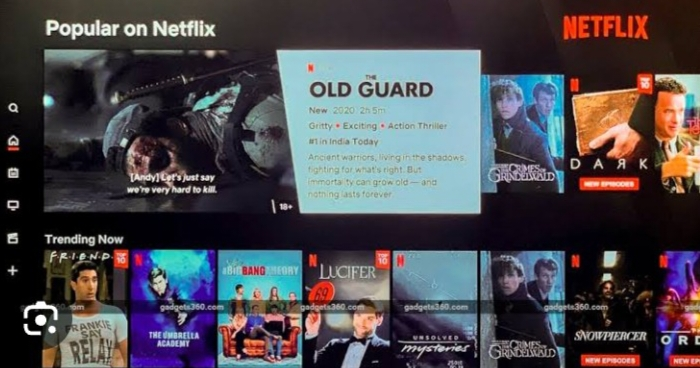 Popular on Netflix
NETFLIX
THE
OLD GUARD
New 2020 2h 5m
Gritty • Exciting • Action Thriller
#1 in India Today
Ancient warriors, living in the shadows,
fighting for what's right. But
immortality can grow old — and
nothing lasts forever.
[Andy] Let's just say
we're very hard to kill.
18+
THE CRIMES OF
GRINDELWALD
TOP
10
DARK
NEW EPISODES
Trending Now
FRIENDS
TOP
10
FRANKIE
SAY
RELAX
THE UMBRELLA
ACADEMY
THE BIG BANG THEORY
LUCIFER
TOP
10
UNSOLVED
mysteries
THE CRIMES OF
GRINDELWALD
SNOWPIERCER
NEW EPISODES
ORD
NEW EPISODES
gadgets360.com
gadgets360.com
gadgets360.com
gadgets360.com